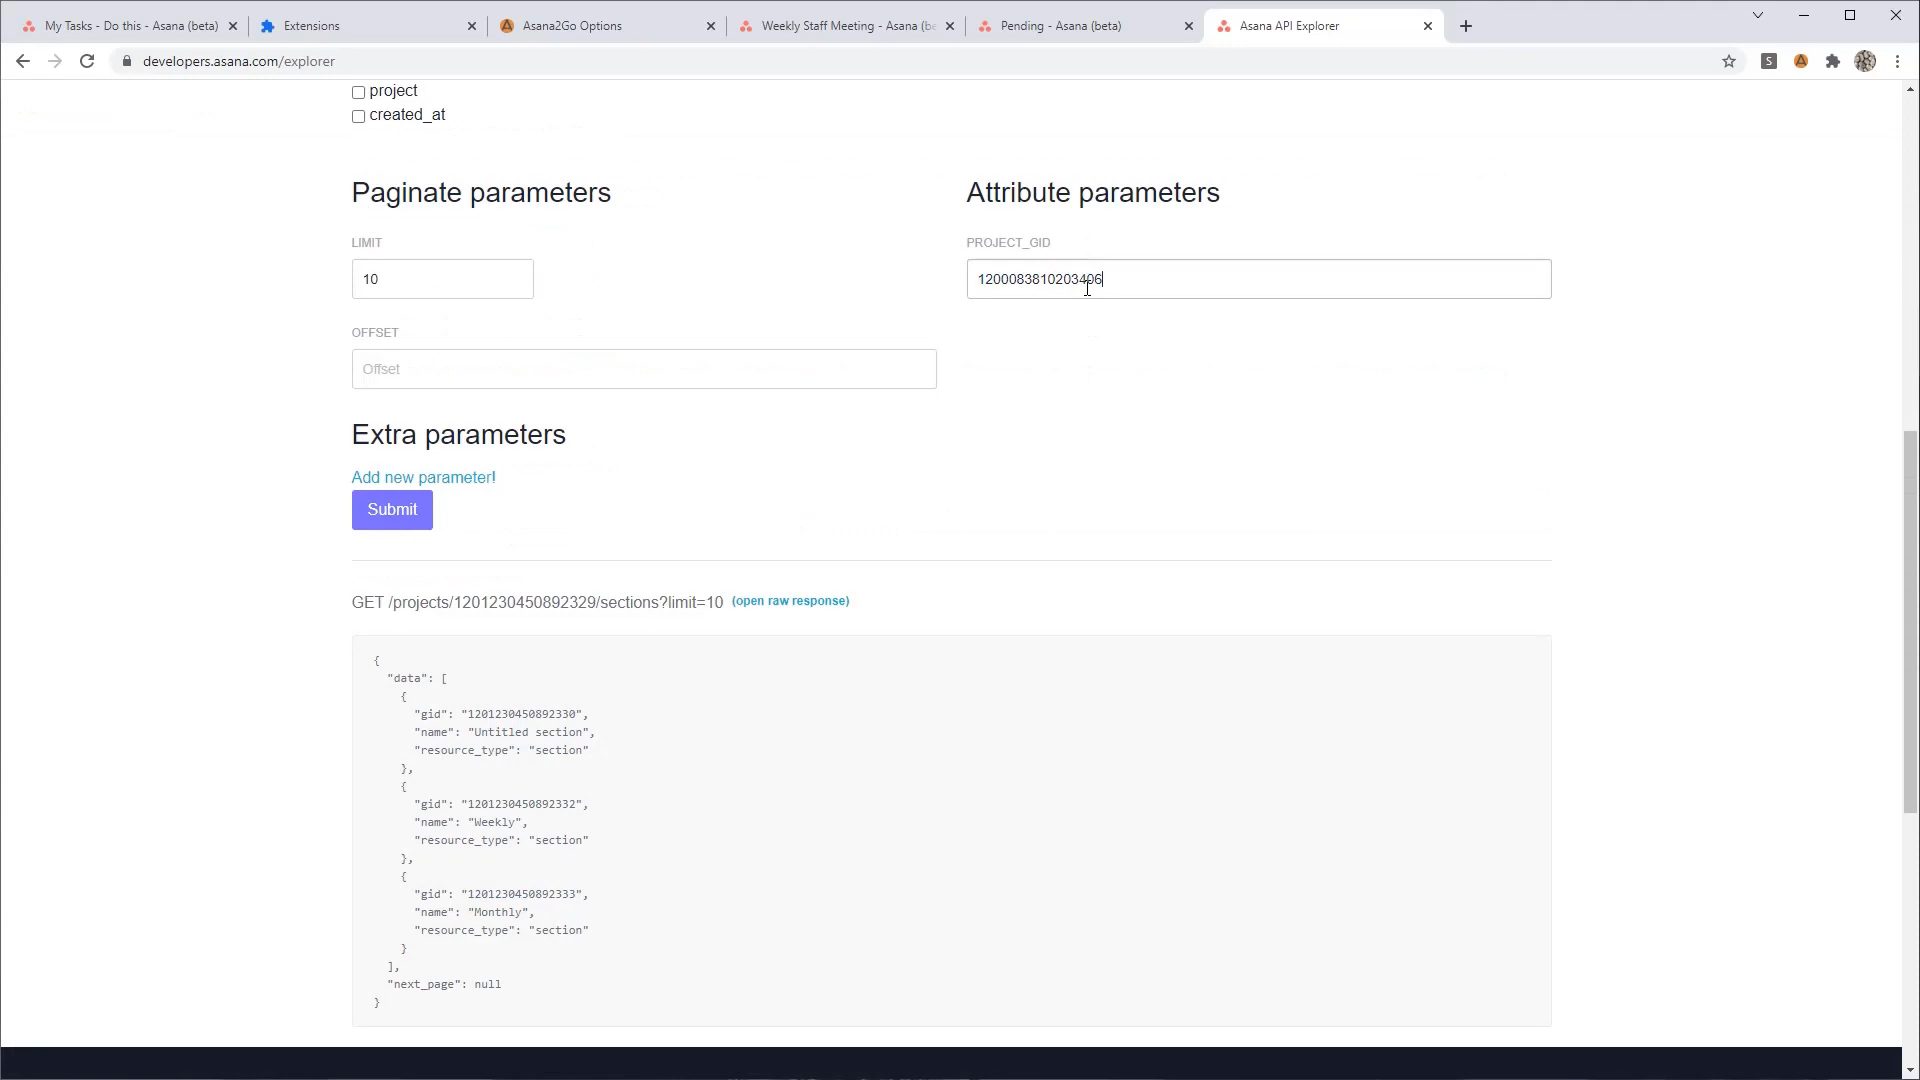 My Tasks - Do this - Asana (beta)
Extensions
Asana2Go Options
Weekly Staff Meeting - Asana (be
Pending - Asana (beta)
Asana API Explorer
developers.asana.com/explorer
S
project
created_at
Paginate parameters
Attribute parameters
LIMIT
PROJECT_GID
10
1200083810203406
OFFSET
Offset
Extra parameters
Add new parameter!
Submit
GET /projects/1201230450892329/sections?limit=10 (open raw response)
{
"data": [
{
"gid": "1201230450892330",
"name": "Untitled section",
"resource_type": "section"
},
{
"gid": "1201230450892332",
"name": "Weekly",
"resource_type": "section"
},
{
"gid": "1201230450892333",
"name": "Monthly",
"resource_type": "section"
}
],
"next_page": null
}